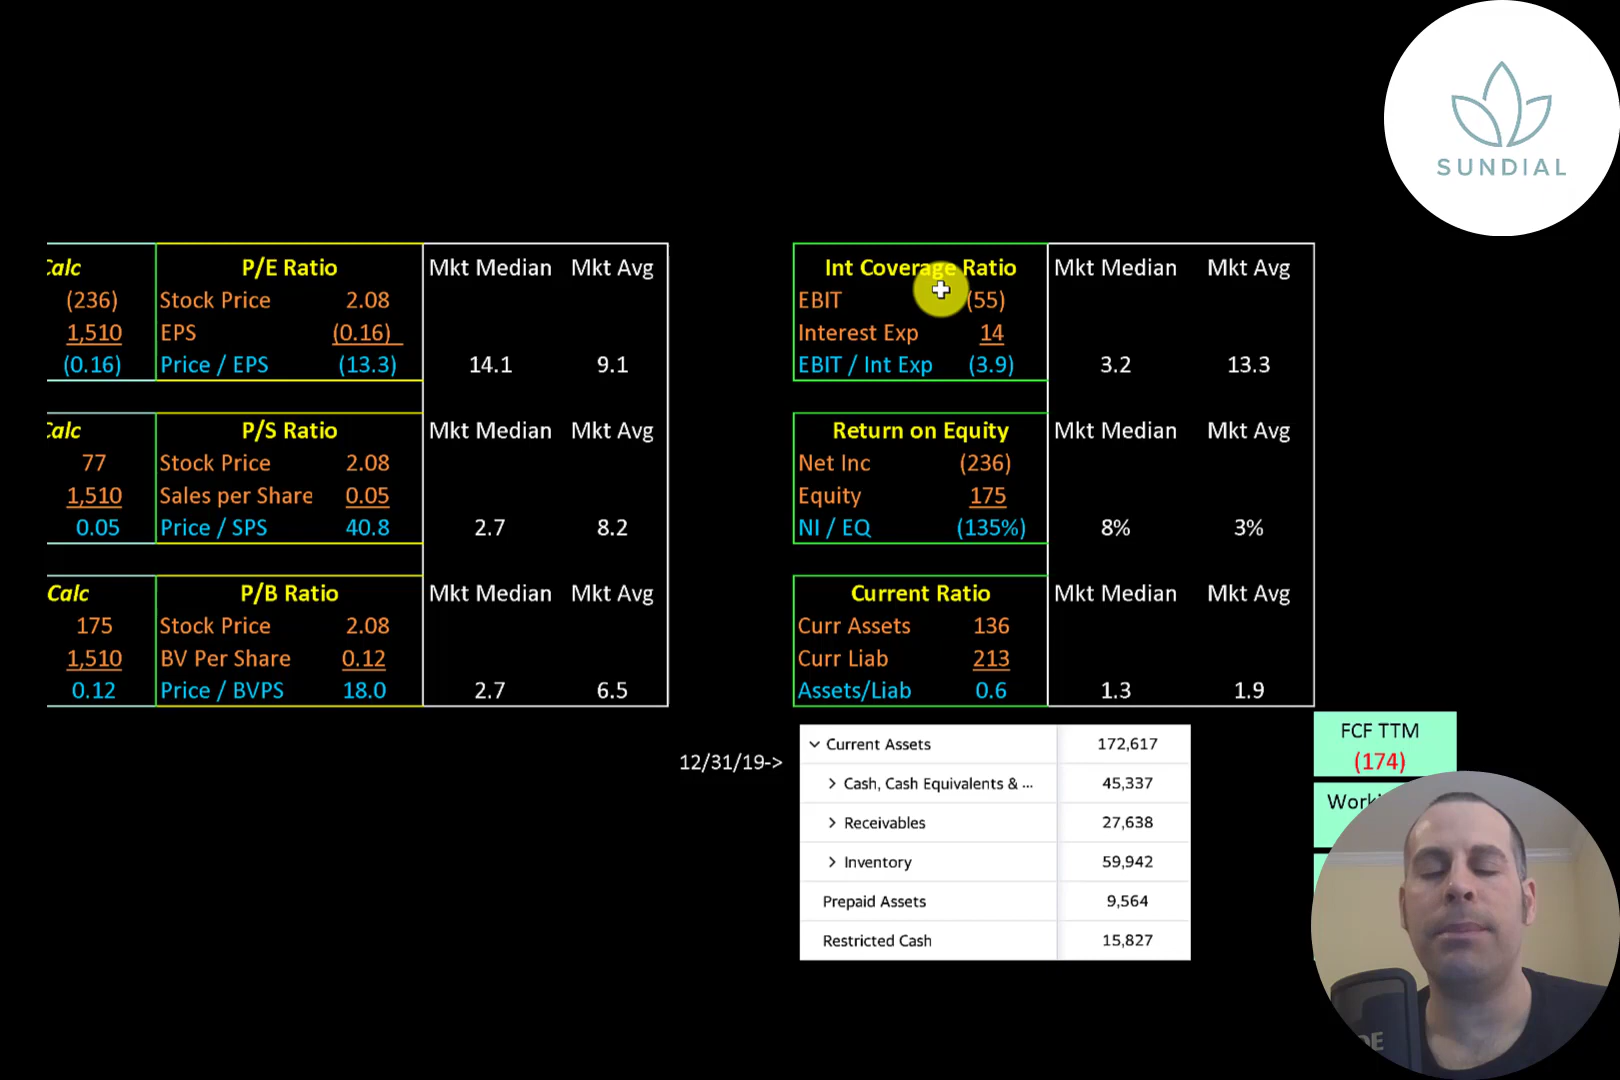 SUNDIAL
Calc P/E Ratio Mkt Median Mkt Avg
(236) Stock Price 2.08
1,510 EPS (0.16)
(0.16) Price / EPS (13.3) 14.1 9.1
Calc P/S Ratio Mkt Median Mkt Avg
77 Stock Price 2.08
1,510 Sales per Share 0.05
0.05 Price / SPS 40.8 2.7 8.2
Calc P/B Ratio Mkt Median Mkt Avg
175 Stock Price 2.08
1,510 BV Per Share 0.12
0.12 Price / BVPS 18.0 2.7 6.5
Int Coverage Ratio Mkt Median Mkt Avg
EBIT (55)
Interest Exp 14
EBIT / Int Exp (3.9) 3.2 13.3
Return on Equity Mkt Median Mkt Avg
Net Inc (236)
Equity 175
NI / EQ (135%) 8% 3%
Current Ratio Mkt Median Mkt Avg
Curr Assets 136
Curr Liab 213
Assets/Liab 0.6 1.3 1.9
12/31/19->
Current Assets 172,617
Cash, Cash Equivalents & ... 45,337
Receivables 27,638
Inventory 59,942
Prepaid Assets 9,564
Restricted Cash 15,827
FCF TTM
(174)